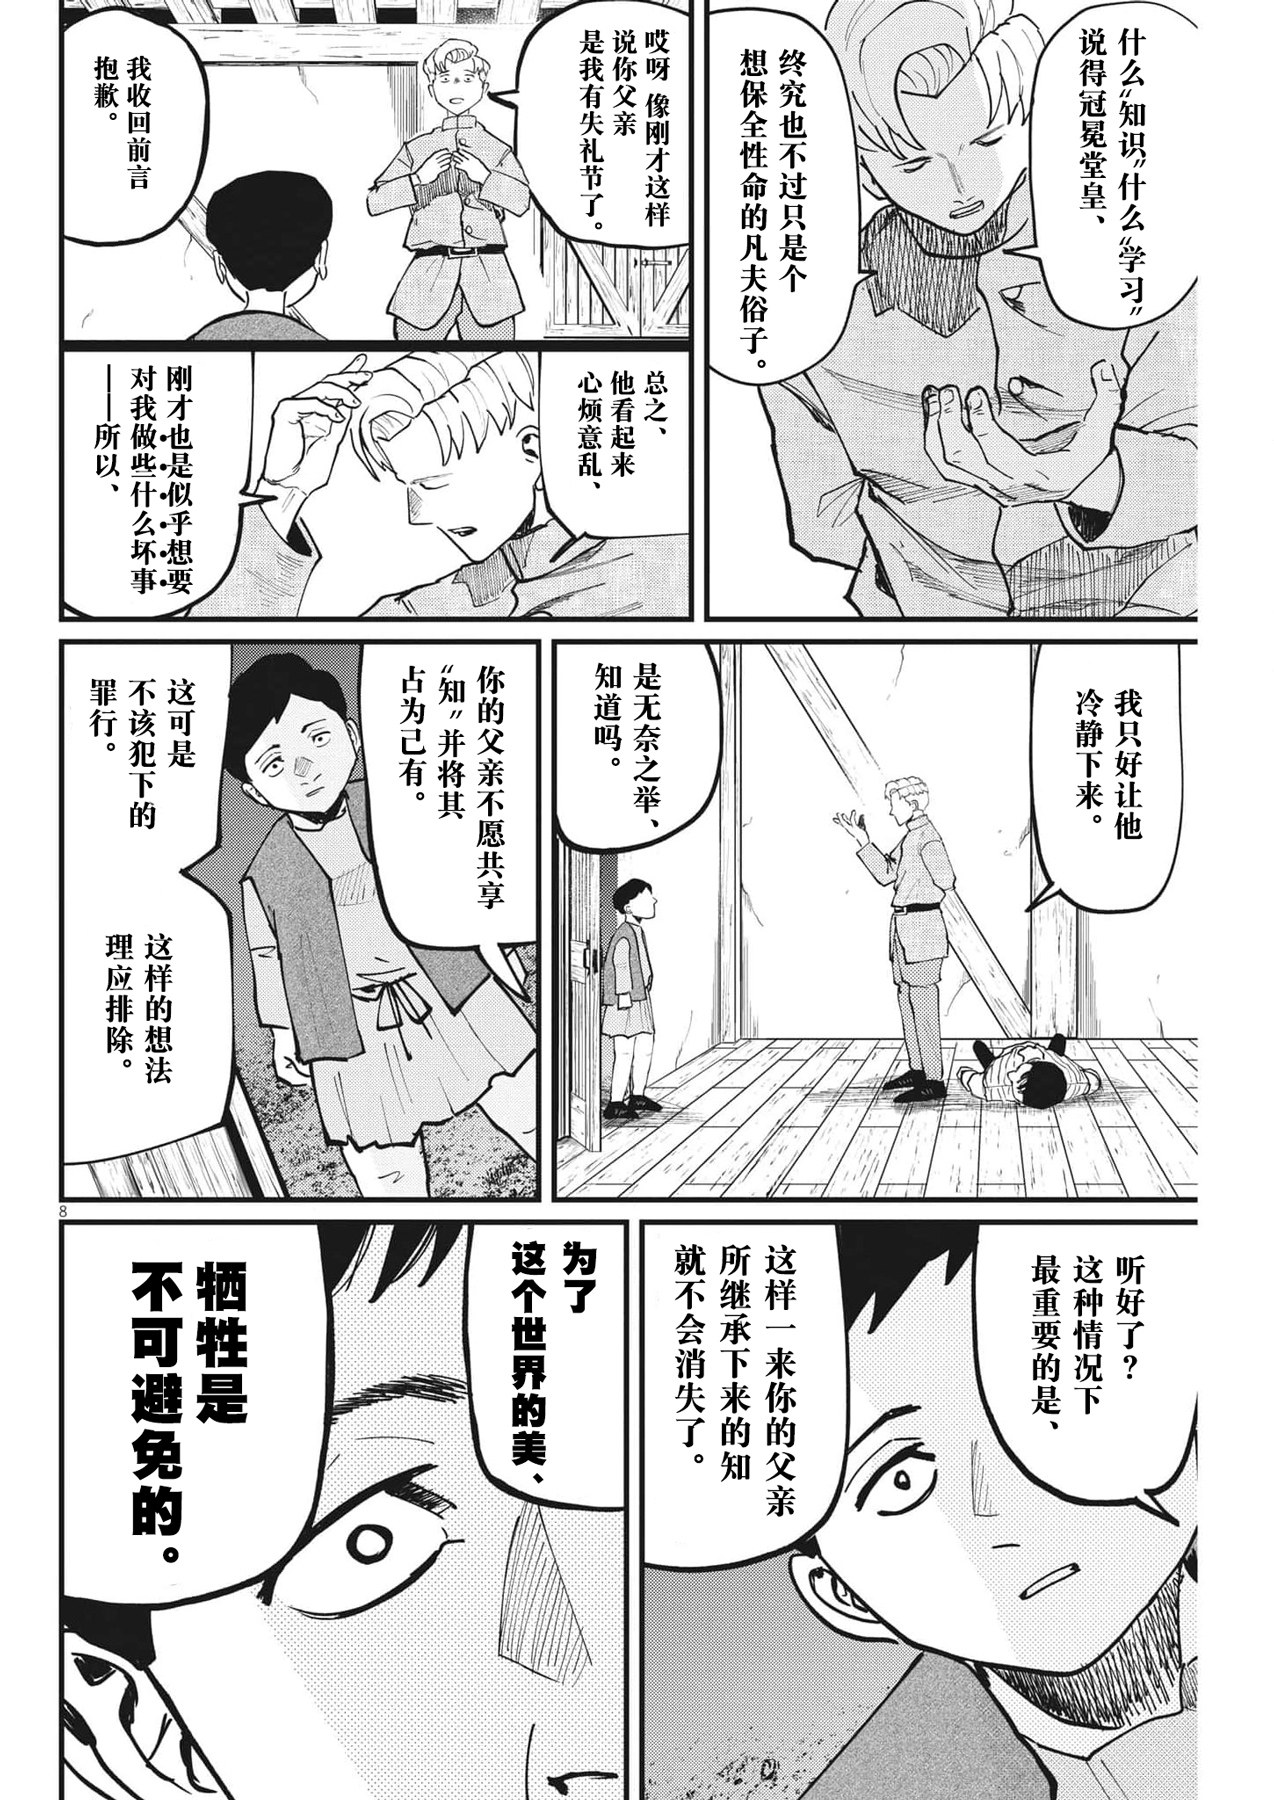 什么“知识”什么“学习”
说得冠冕堂皇、
终究也不过只是个
想保全性命的凡夫俗子。
哎呀 像刚才这样
说你父亲
是我有失礼节了。
我收回前言
抱歉。
总之、
他看起来
心烦意乱、
刚才也是似乎想要
对我做些什么坏事
——所以、
我只好让他
冷静下来。
是无奈之举、
知道吗。
你的父亲不愿共享
“知”并将其
占为己有。
这可是
不该犯下的
罪行。
这样的想法
理应排除。
听好了？
这种情况下
最重要的是、
这样一来你的父亲
所继承下来的知
就不会消失了。
为了
这个世界的美、
牺牲是
不可避免的。
8